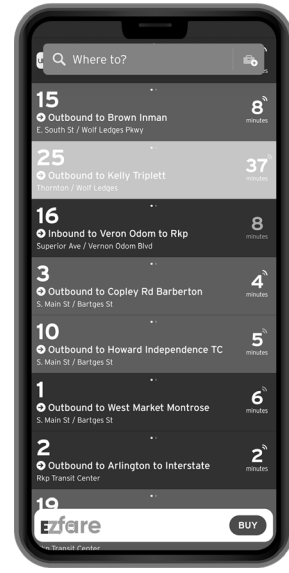 Where to?
15
Outbound to Brown Inman
E. South St / Wolf Ledges Pkwy
8
minutes
25
Outbound to Kelly Triplett
Thornton / Wolf Ledges
37
minutes
16
Inbound to Veron Odom to Rkp
Superior Ave / Vernon Odom Blvd
8
minutes
3
Outbound to Copley Rd Barberton
S. Main St / Bartges St
4
minutes
10
Outbound to Howard Independence TC
S. Main St / Bartges St
5
minutes
1
Outbound to West Market Montrose
S. Main St / Bartges St
6
minutes
2
Outbound to Arlington to Interstate
Rkp Transit Center
2
minutes
19
EZfare
BUY
Transit Center